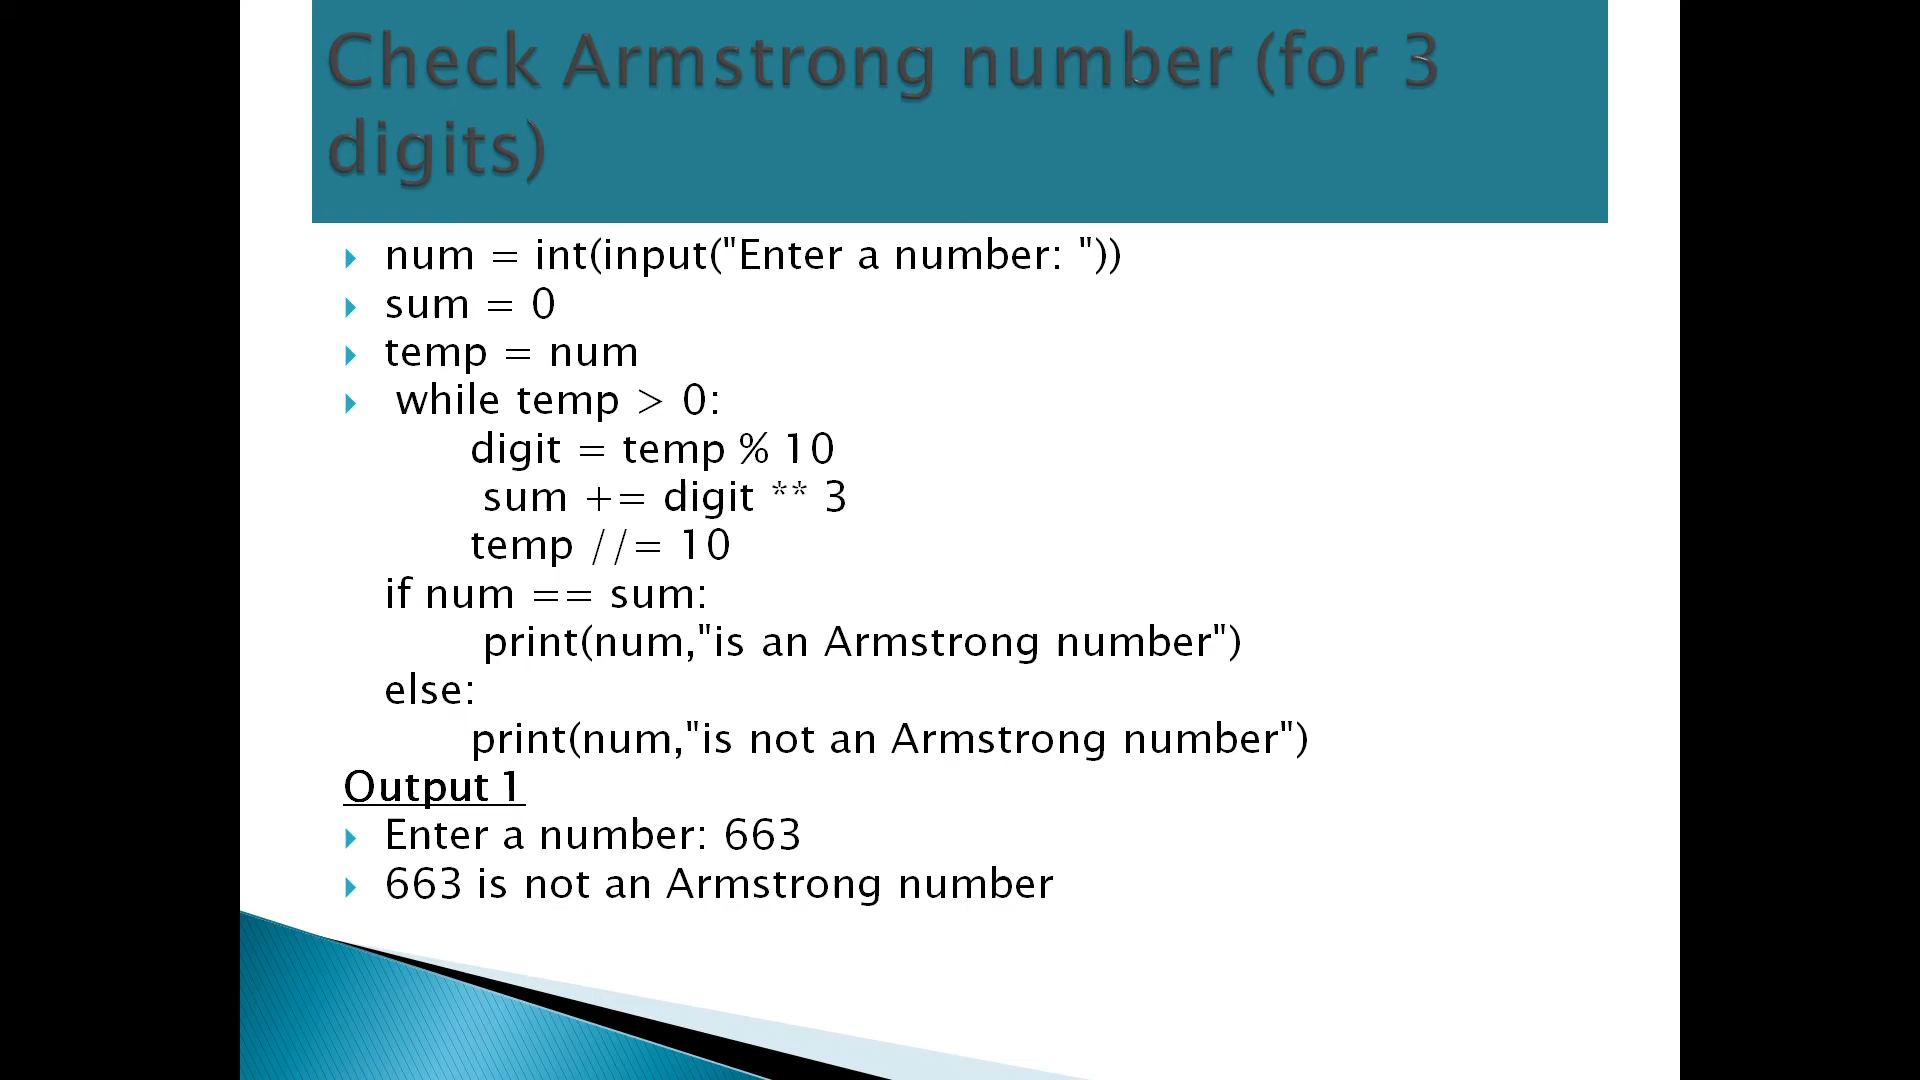 Check Armstrong number (for 3
digits)
num = int(input("Enter a number: "))
sum = 0
temp = num
while temp > 0:
digit = temp % 10
sum += digit ** 3
temp //= 10
if num == sum:
print(num,"is an Armstrong number")
else:
print(num,"is not an Armstrong number")
Output 1
Enter a number: 663
663 is not an Armstrong number